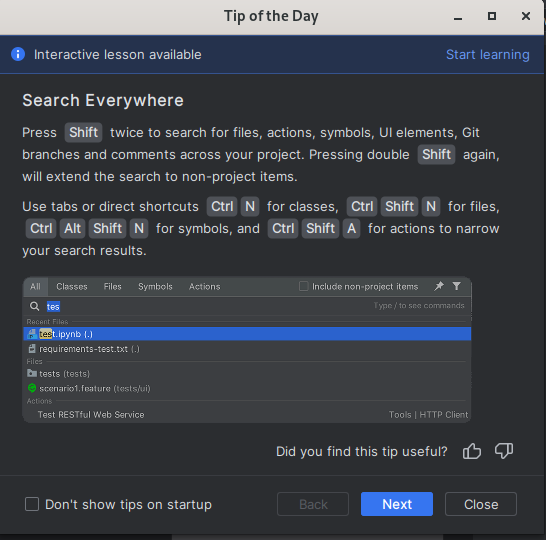 Tip of the Day
Interactive lesson available
Start learning
Search Everywhere
Press Shift twice to search for files, actions, symbols, UI elements, Git
branches and comments across your project. Pressing double Shift again,
will extend the search to non-project items.
Use tabs or direct shortcuts Ctrl N for classes, Ctrl Shift N for files,
Ctrl Alt Shift N for symbols, and Ctrl Shift A for actions to narrow
your search results.
All Classes Files Symbols Actions Include non-project items
tes Type / to see commands
Recent Files
test.ipynb (.)
requirements-test.txt (.)
Files
tests (tests)
scenario1.feature (tests/ui)
Actions
Test RESTful Web Service Tools | HTTP Client
Did you find this tip useful?
Don't show tips on startup
Back Next Close